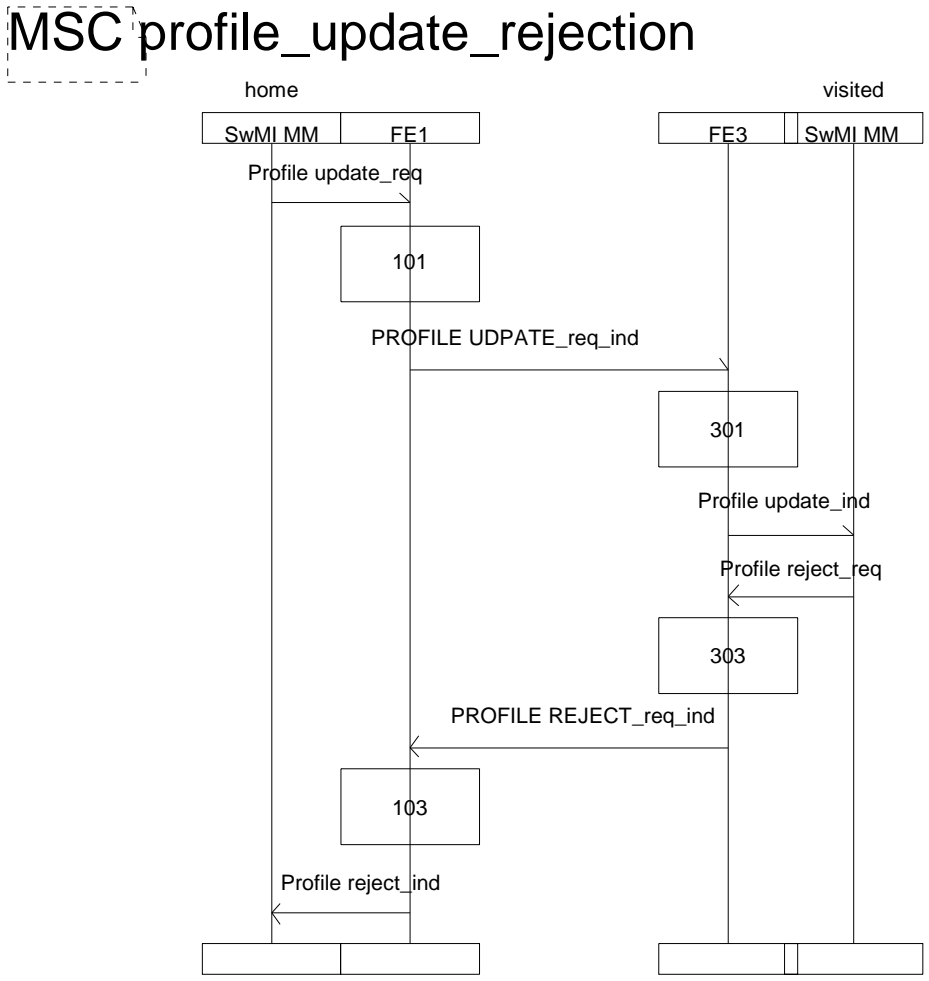 MSC profile_update_rejection
home visited
SwMI MM FE1 FE3 SwMI MM
Profile update_req
101
PROFILE UDPATE_req_ind
301
Profile update_ind
Profile reject_req
303
PROFILE REJECT_req_ind
103
Profile reject_ind